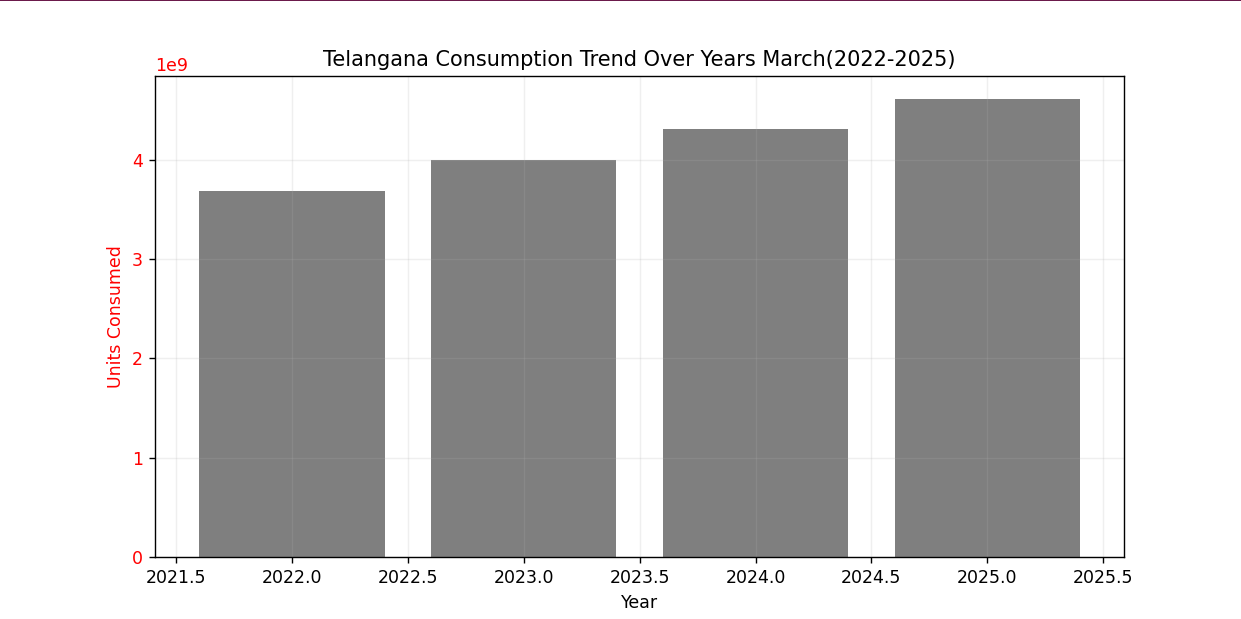 Telangana Consumption Trend Over Years March(2022-2025)
1e9
4
3
2
1
0
Units Consumed
2021.5 2022.0 2022.5 2023.0 2023.5 2024.0 2024.5 2025.0 2025.5
Year